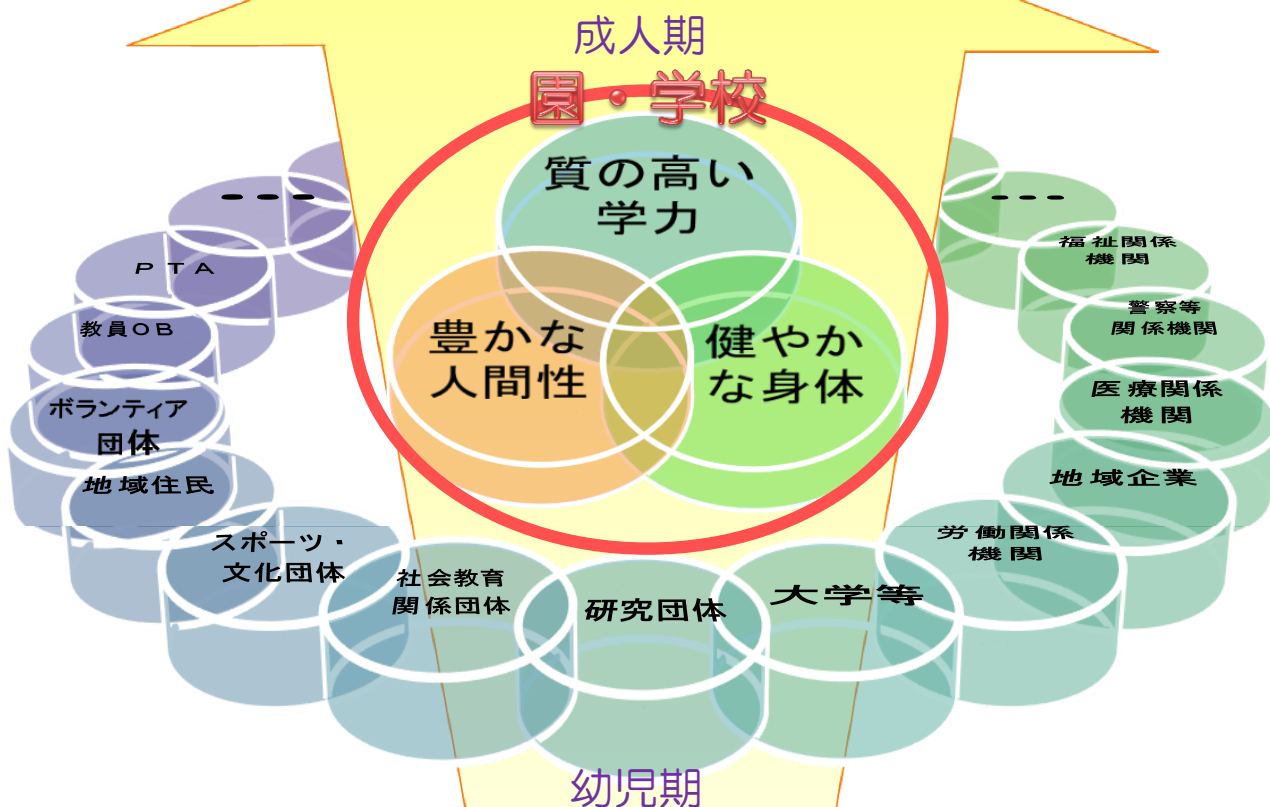 成人期
園・学校
質の高い
学力
豊かな
人間性
健やか
な身体
---
PTA
教員OB
ボランティア
団体
地域住民
スポーツ・
文化団体
社会教育
関係団体
研究団体
大学等
労働関係
機関
地域企業
医療関係
機関
警察等
関係機関
福祉関係
機関
---
幼児期